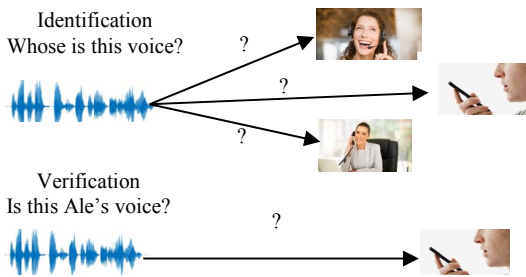 Identification
Whose is this voice?
?
?
?
Verification
Is this Ale's voice?
?